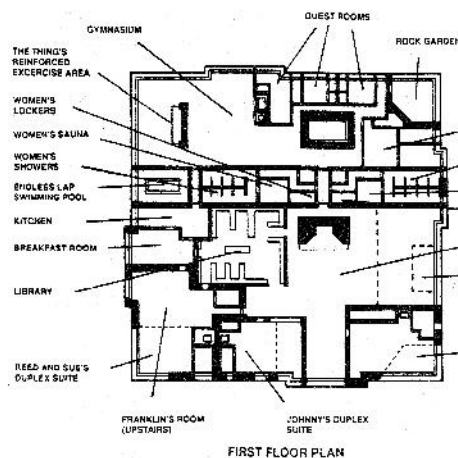 GYMNASIUM
GUEST ROOMS
ROCK GARDEN
THE THING'S
REINFORCED
EXCERCISE AREA
WOMEN'S
LOCKERS
WOMEN'S SAUNA
WOMEN'S
SHOWERS
ENDLESS LAP
SWIMMING POOL
KITCHEN
BREAKFAST ROOM
LIBRARY
REED AND SUE'S
DUPLEX SUITE
FRANKLIN'S ROOM
(UPSTAIRS)
JOHNNY'S DUPLEX
SUITE
FIRST FLOOR PLAN